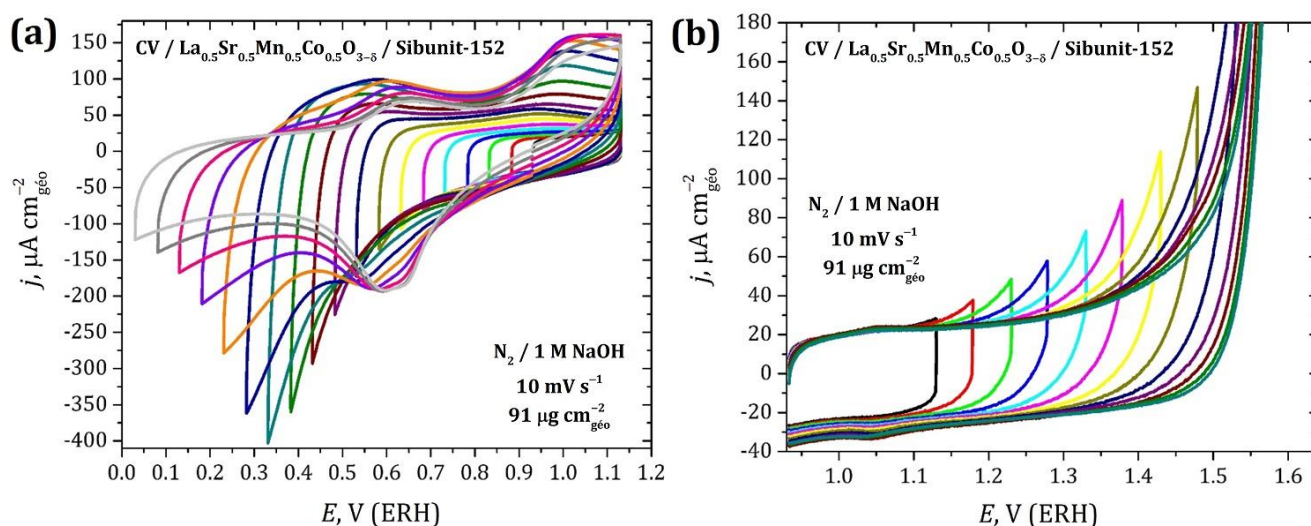 (a)
CV / La₀.₅Sr₀.₅Mn₀.₅Co₀.₅O₃₋δ / Sibunit-152
150
100
50
0
-50
-100
-150
-200
-250
-300
-350
-400
j, µA cm⁻²géo
N₂ / 1 M NaOH
10 mV s⁻¹
91 µg cm⁻²géo
0.0 0.1 0.2 0.3 0.4 0.5 0.6 0.7 0.8 0.9 1.0 1.1 1.2
E, V (ERH)
(b)
CV / La₀.₅Sr₀.₅Mn₀.₅Co₀.₅O₃₋δ / Sibunit-152
180
160
140
120
100
80
60
40
20
0
-20
-40
j, µA cm⁻²géo
N₂ / 1 M NaOH
10 mV s⁻¹
91 µg cm⁻²géo
1.0 1.1 1.2 1.3 1.4 1.5 1.6
E, V (ERH)